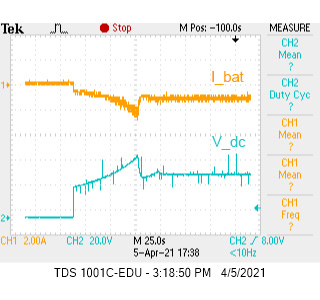 Tek Stop M Pos: -100.0s MEASURE
CH2
Mean
?
I_bat
1
CH2
Duty Cyc
?
CH1
Mean
?
V_dc
CH1
Mean
?
2
CH1
Freq
?
CH1 2.00A CH2 20.0V M 25.0s CH2 / 8.00V
5-Apr-21 17:38 <10Hz
TDS 1001C-EDU - 3:18:50 PM 4/5/2021